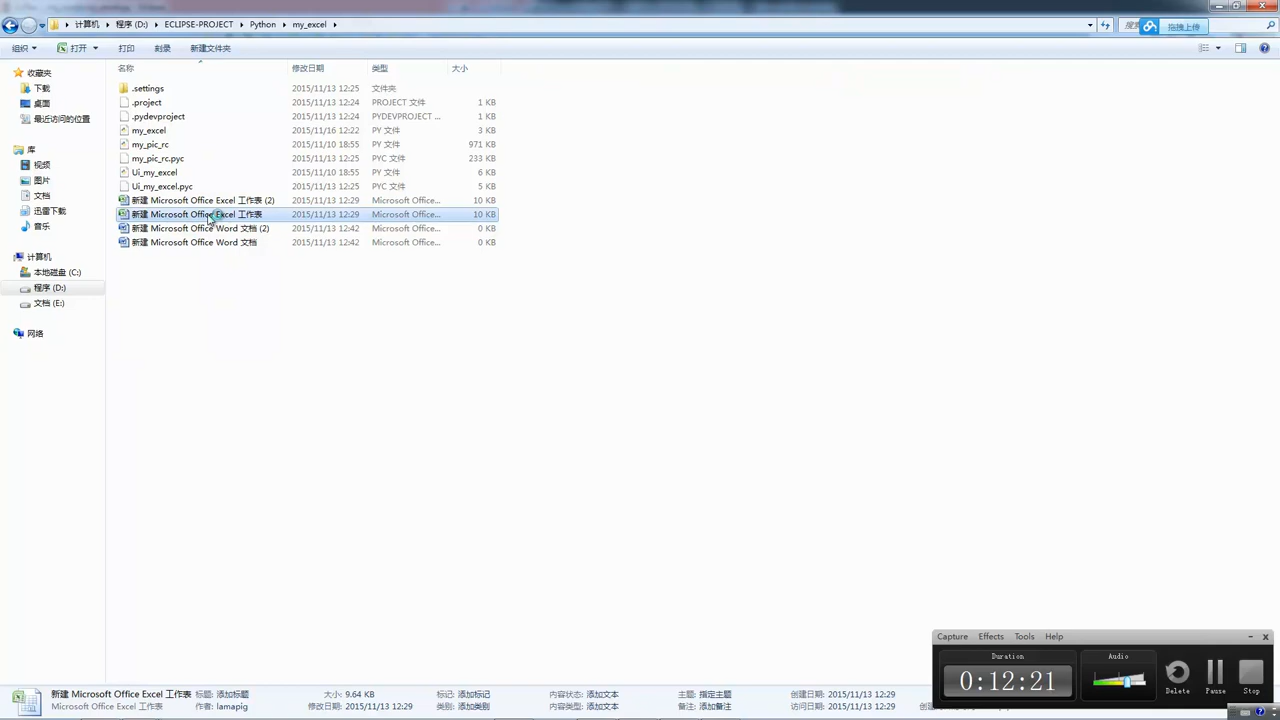 计算机 ▸ 程序 (D:) ▸ ECLIPSE-PROJECT ▸ Python ▸ my_excel ▸
拖拽上传
组织 打开 打印 刻录 新建文件夹
名称 修改日期 类型 大小
收藏夹
下载
桌面
最近访问的位置
库
视频
图片
文档
迅雷下载
音乐
计算机
本地磁盘 (C:)
程序 (D:)
文档 (E:)
网络
.settings 2015/11/13 12:25 文件夹
.project 2015/11/13 12:24 PROJECT 文件 1 KB
.pydevproject 2015/11/13 12:24 PYDEVPROJECT ... 1 KB
my_excel 2015/11/16 12:22 PY 文件 3 KB
my_pic_rc 2015/11/10 18:55 PY 文件 971 KB
my_pic_rc.pyc 2015/11/13 12:25 PYC 文件 233 KB
Ui_my_excel 2015/11/10 18:55 PY 文件 6 KB
Ui_my_excel.pyc 2015/11/13 12:25 PYC 文件 5 KB
新建 Microsoft Office Excel 工作表 (2) 2015/11/13 12:29 Microsoft Office... 10 KB
新建 Microsoft Office Excel 工作表 2015/11/13 12:29 Microsoft Office... 10 KB
新建 Microsoft Office Word 文档 (2) 2015/11/13 12:42 Microsoft Office... 0 KB
新建 Microsoft Office Word 文档 2015/11/13 12:42 Microsoft Office... 0 KB
Capture Effects Tools Help
Duration Audio
0:12:21
Delete Pause Stop
新建 Microsoft Office Excel 工作表 标题: 添加标题 大小: 9.64 KB 标记: 添加标记 内容状态: 添加文本 主题: 指定主题 创建日期: 2015/11/13 12:29
Microsoft Office Excel 工作表 作者: lamapig 修改日期: 2015/11/13 12:29 类别: 添加类别 内容类型: 添加文本 备注: 添加备注 访问日期: 2015/11/13 12:29